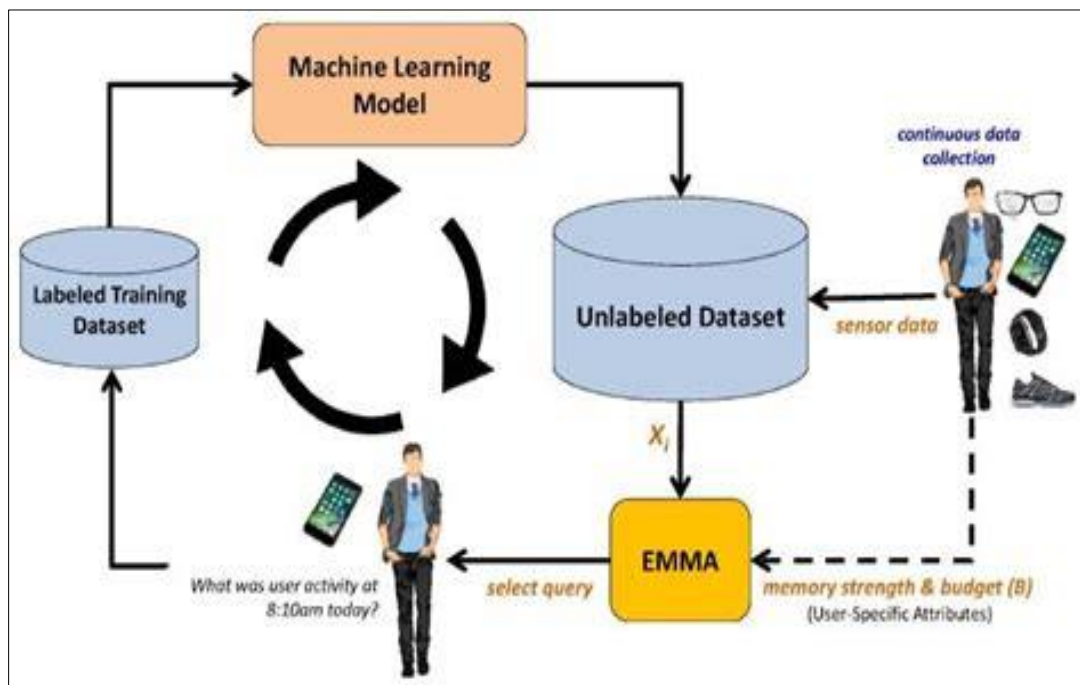 Machine Learning
Model
continuous data
collection
Labeled Training
Dataset
Unlabeled Dataset
sensor data
Xi
EMMA
select query
memory strength & budget (B)
(User-Specific Attributes)
What was user activity at
8:10am today?